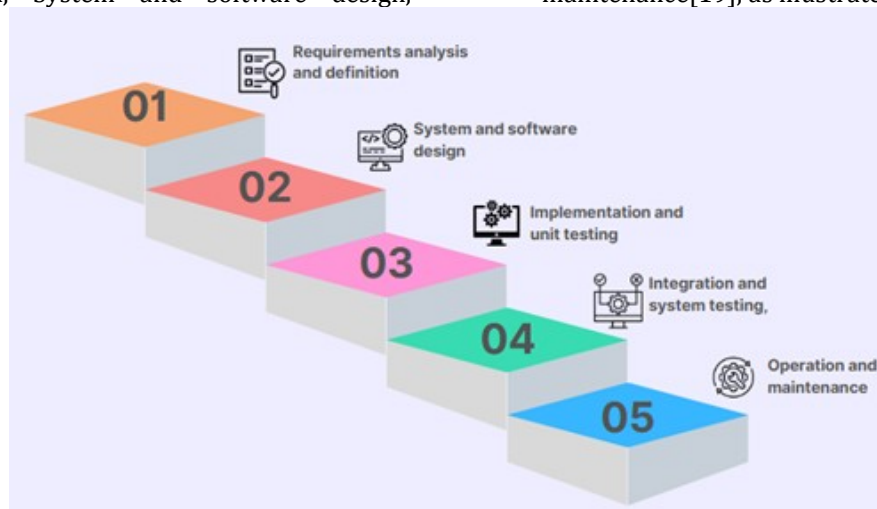 system and software design,
maintenance[19], as illustrate
Requirements analysis
and definition
01
System and software
design
02
Implementation and
unit testing
03
Integration and
system testing,
04
Operation and
maintenance
05